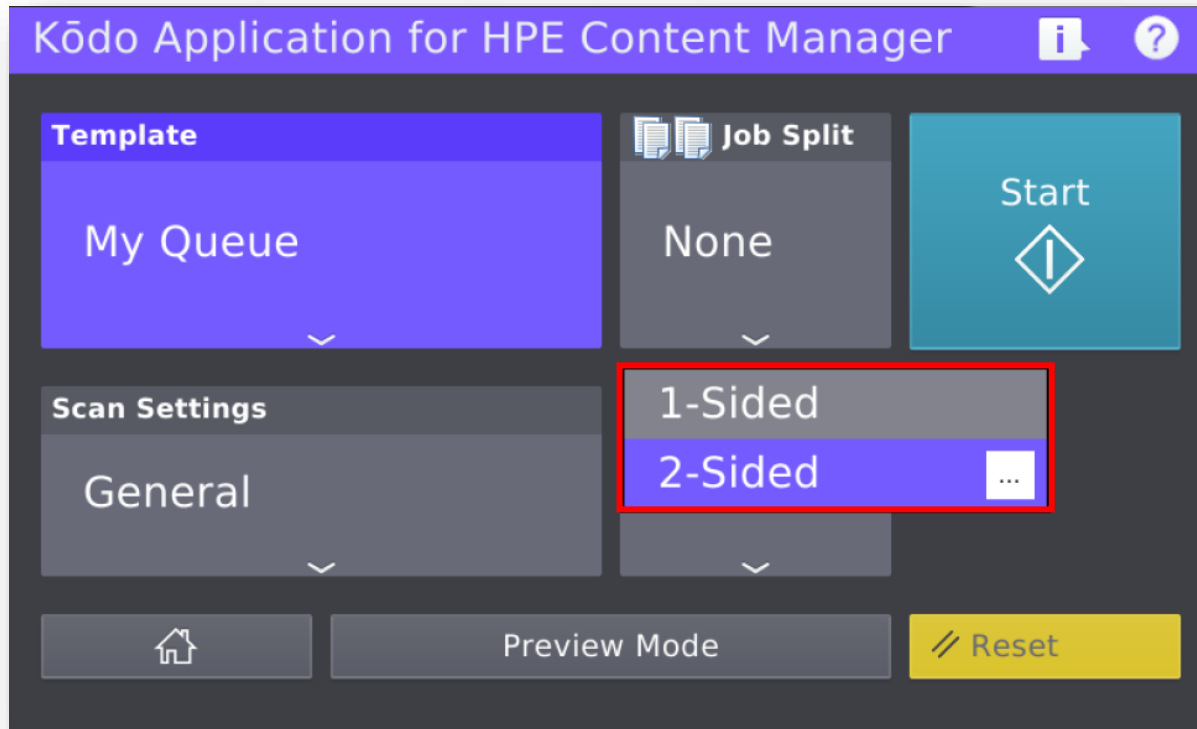 Kōdo Application for HPE Content Manager
i
?
Template
My Queue
Job Split
None
Start
Scan Settings
General
1-Sided
2-Sided
...
Preview Mode
Reset